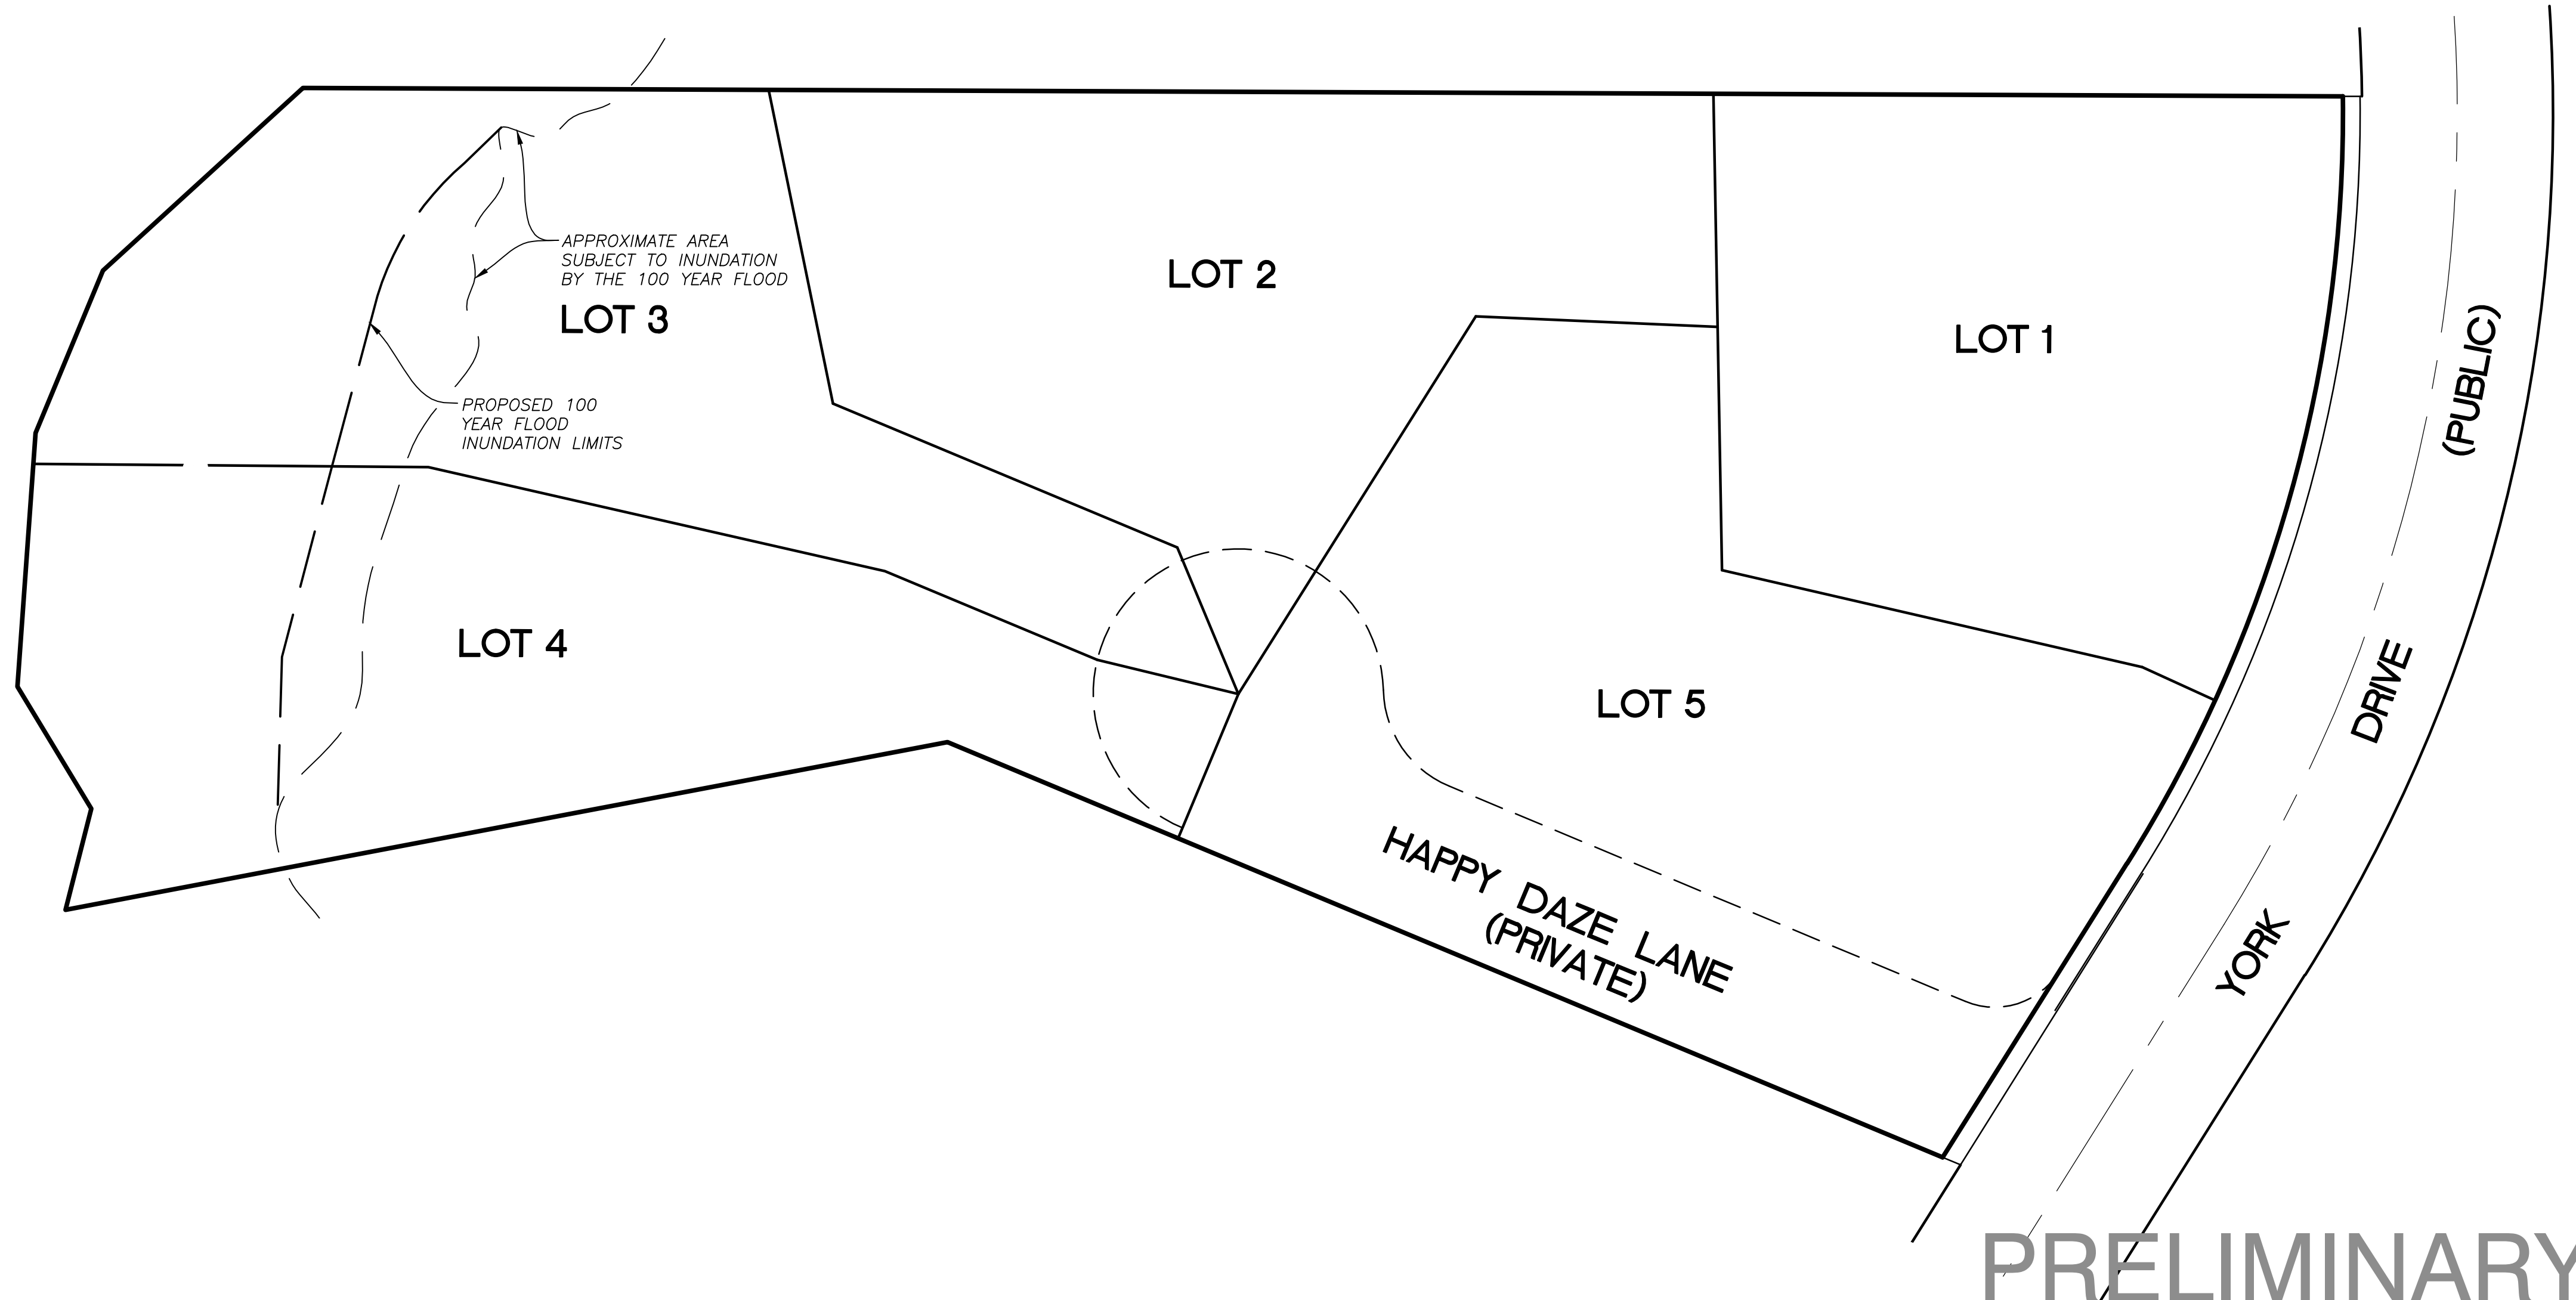 APPROXIMATE AREA
SUBJECT TO INUNDATION
BY THE 100 YEAR FLOOD
LOT 3
LOT 2
LOT 1
PROPOSED 100
YEAR FLOOD
INUNDATION LIMITS
LOT 4
LOT 5
HAPPY DAZE LANE
(PRIVATE)
YORK DRIVE (PUBLIC)
PRELIMINARY